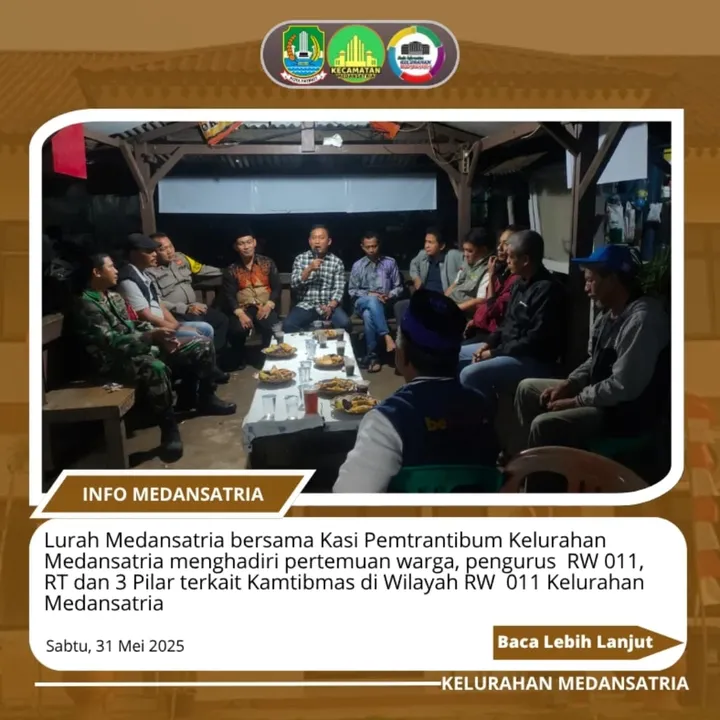 KECAMATAN
MEDANSATRIA
INFO MEDANSATRIA
Lurah Medansatria bersama Kasi Pemtrantibum Kelurahan
Medansatria menghadiri pertemuan warga, pengurus RW 011,
RT dan 3 Pilar terkait Kamtibmas di Wilayah RW 011 Kelurahan
Medansatria
Sabtu, 31 Mei 2025
Baca Lebih Lanjut
KELURAHAN MEDANSATRIA